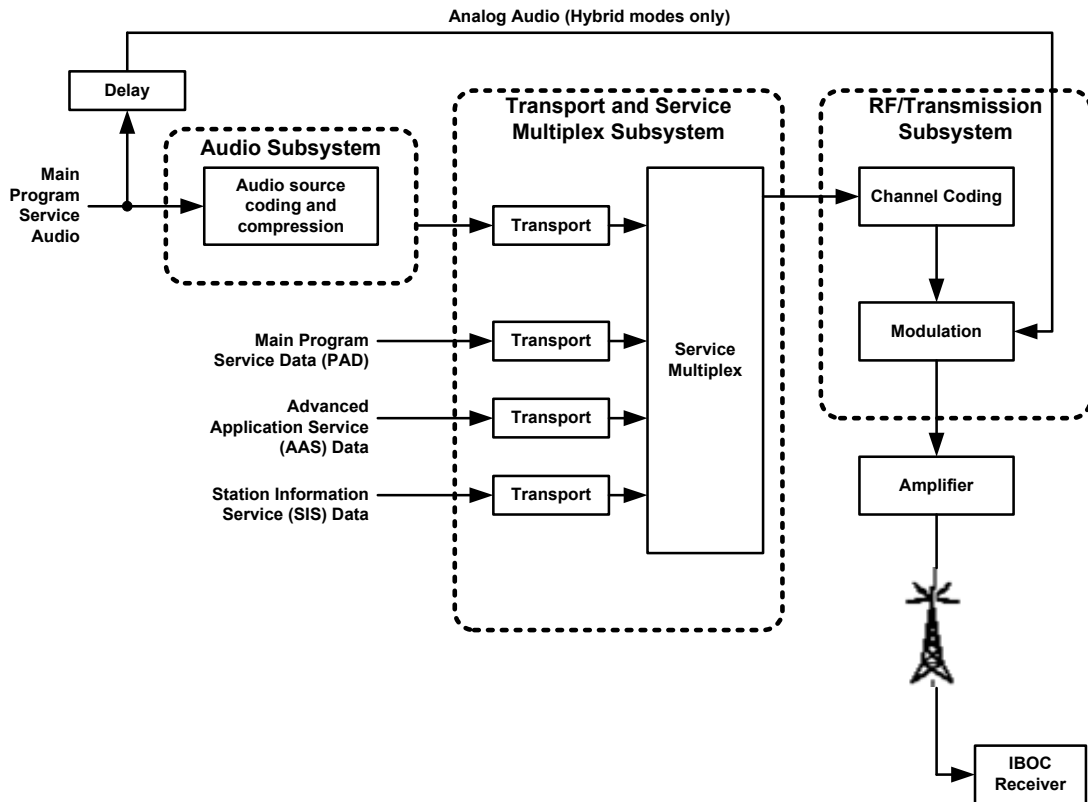 Analog Audio (Hybrid modes only)
Delay
Transport and Service
Multiplex Subsystem
RF/Transmission
Subsystem
Audio Subsystem
Main
Program
Service
Audio
Audio source
coding and
compression
Transport
Channel Coding
Main Program
Service Data (PAD)
Transport
Service
Multiplex
Modulation
Advanced
Application Service
(AAS) Data
Transport
Station Information
Service (SIS) Data
Transport
Amplifier
IBOC
Receiver